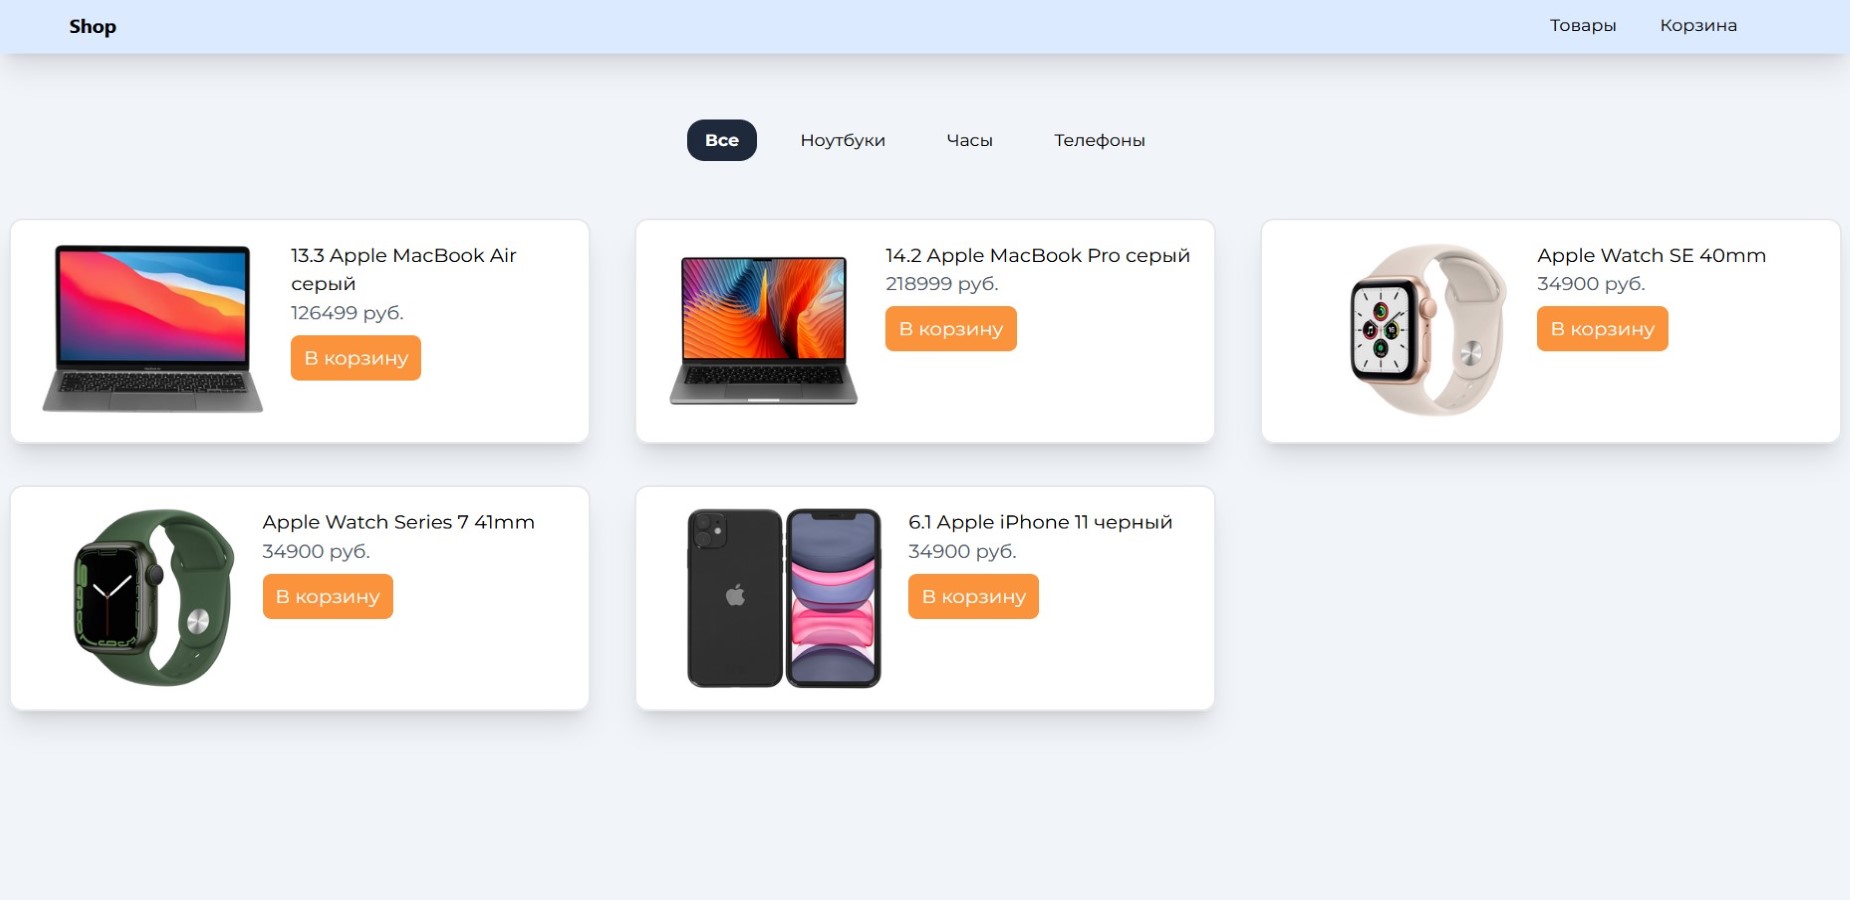 Shop
Товары
Корзина
Все
Ноутбуки
Часы
Телефоны
13.3 Apple MacBook Air
серый
126499 руб.
В корзину
14.2 Apple MacBook Pro серый
218999 руб.
В корзину
Apple Watch SE 40mm
34900 руб.
В корзину
Apple Watch Series 7 41mm
34900 руб.
В корзину
6.1 Apple iPhone 11 черный
34900 руб.
В корзину